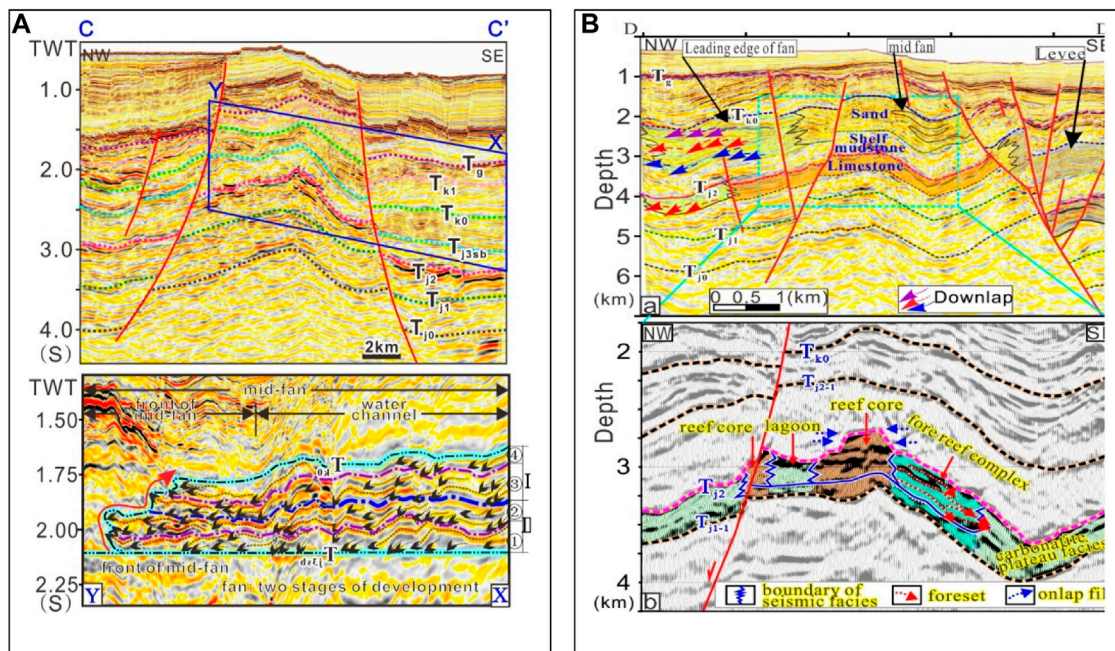 A
C
C'
TWT
NW
SE
1.0
2.0
3.0
4.0
(S)
Y
X
Tg
Tk1
Tk0
Tj3sb
Tj2
Tj1
Tj0
2km
TWT
mid-fan
front of
mid-fan
water
channel
1.50
1.75
2.00
2.25
(S)
Tk0
Tj3sb
④
③
②
①
I
II
front of mid-fan
fan two stages of development
Y
X
B
D
NW
SE
Leading edge of fan
mid fan
Levee
Depth
1
2
3
4
5
6
(km)
Tg
Tk0
Sand
Shelf
mudstone
Limestone
Tj2
Tj1
Tj0
a
0 0.5 1(km)
Downlap
NW
Depth
2
3
4
(km)
Tk0
Tj2-1
reef core
reef core
lagoon
fore reef complex
Tj2
Tj1-1
carbonate
plateau facies
b
boundary of
seismic facies
foreset
onlap fil